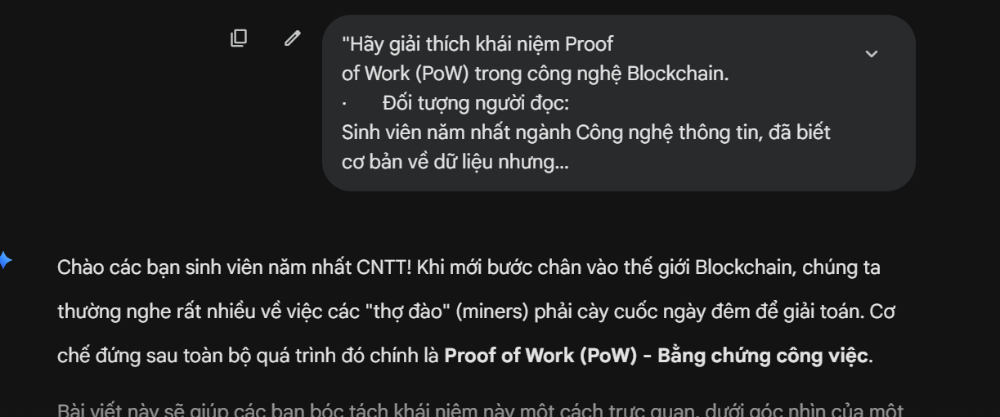 "Hãy giải thích khái niệm Proof
of Work (PoW) trong công nghệ Blockchain.
· Đối tượng người đọc:
Sinh viên năm nhất ngành Công nghệ thông tin, đã biết
cơ bản về dữ liệu nhưng...
Chào các bạn sinh viên năm nhất CNTT! Khi mới bước chân vào thế giới Blockchain, chúng ta
thường nghe rất nhiều về việc các "thợ đào" (miners) phải cày cuốc ngày đêm để giải toán. Cơ
chế đứng sau toàn bộ quá trình đó chính là Proof of Work (PoW) - Bằng chứng công việc.
Bài viết này sẽ giúp các bạn bóc tách khái niệm này một cách trực quan, dưới góc nhìn của một